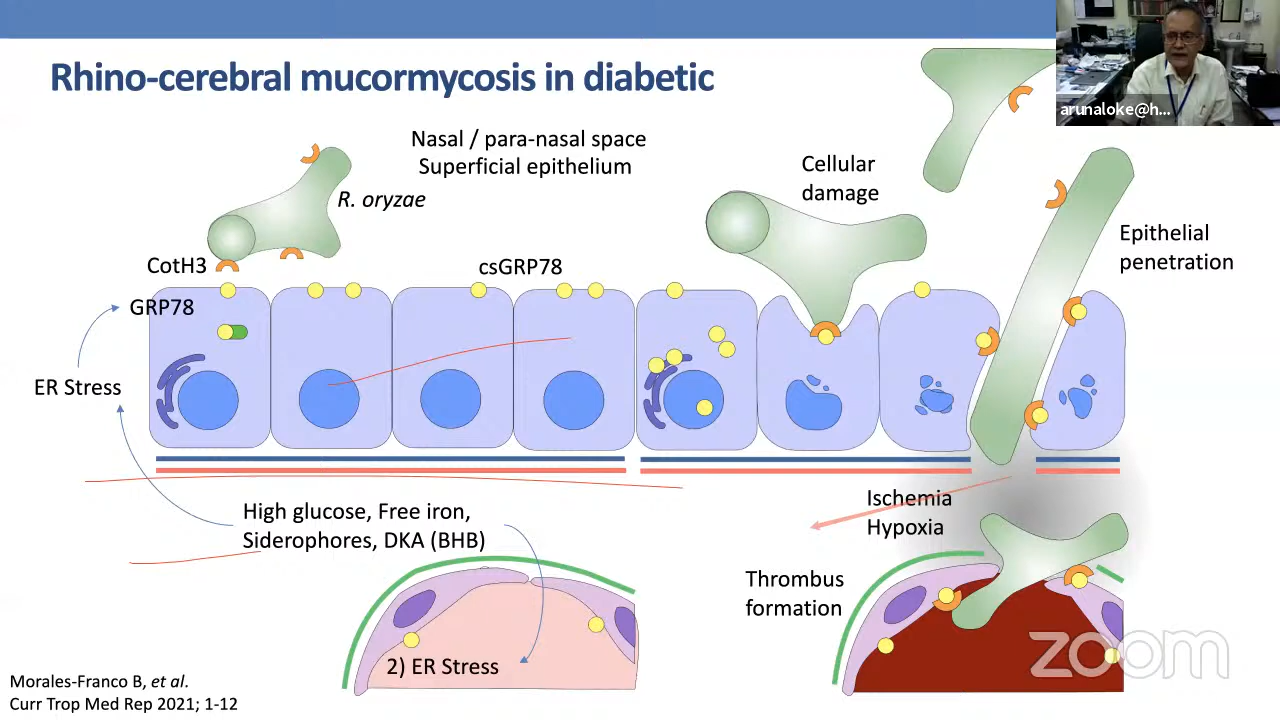 arunaloke@h...
Rhino-cerebral mucormycosis in diabetic
Nasal / para-nasal space
Superficial epithelium
R. oryzae
CotH3
GRP78
csGRP78
Cellular
damage
Epithelial
penetration
ER Stress
High glucose, Free iron,
Siderophores, DKA (BHB)
Ischemia
Hypoxia
Thrombus
formation
2) ER Stress
Morales-Franco B, et al.
Curr Trop Med Rep 2021; 1-12
zoom